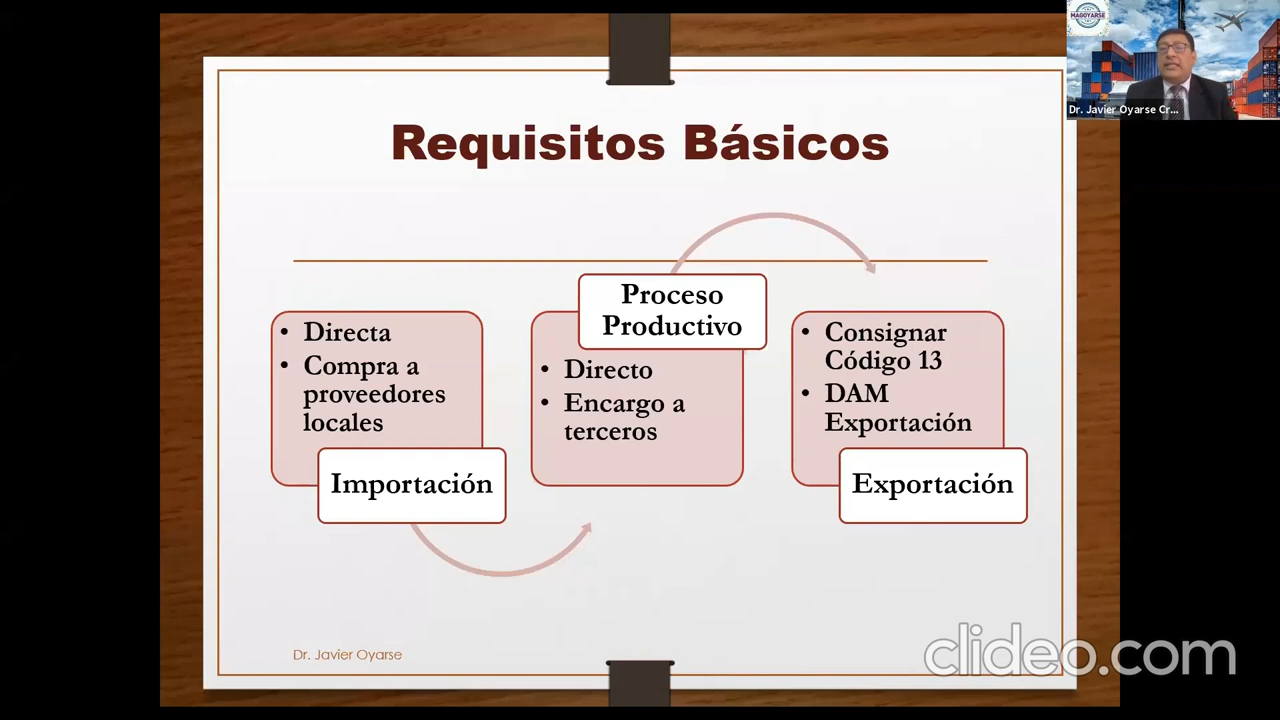 MAGOYARSE
Dr. Javier Oyarse Cr...
Requisitos Básicos
• Directa
• Compra a
proveedores
locales
Importación
Proceso
Productivo
• Directo
• Encargo a
terceros
• Consignar
Código 13
• DAM
Exportación
Exportación
Dr. Javier Oyarse
clideo.com